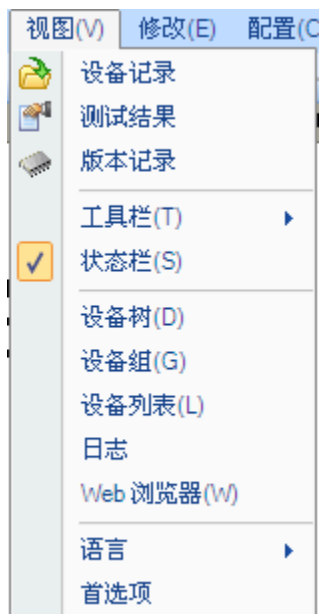 视图(V) 修改(E) 配置(C
设备记录
测试结果
版本记录
工具栏(T)
状态栏(S)
设备树(D)
设备组(G)
设备列表(L)
日志
Web 浏览器(W)
语言
首选项